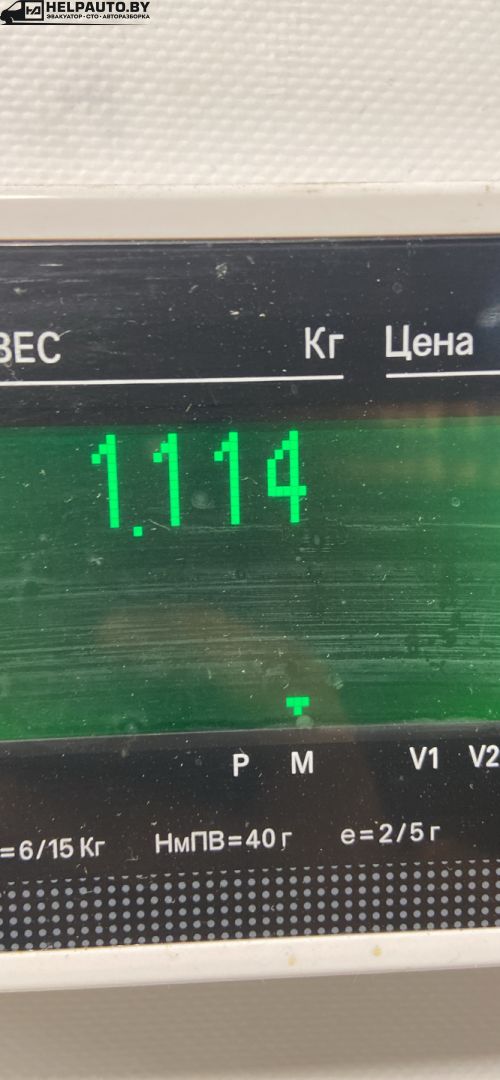 HELPAUTO.BY
ЭВАКУАТОР • СТО • АВТОРАЗБОРКА
ВЕС Кг Цена
1.114
P M V1 V2
=6/15 Кг НмПВ=40 г e=2/5 г